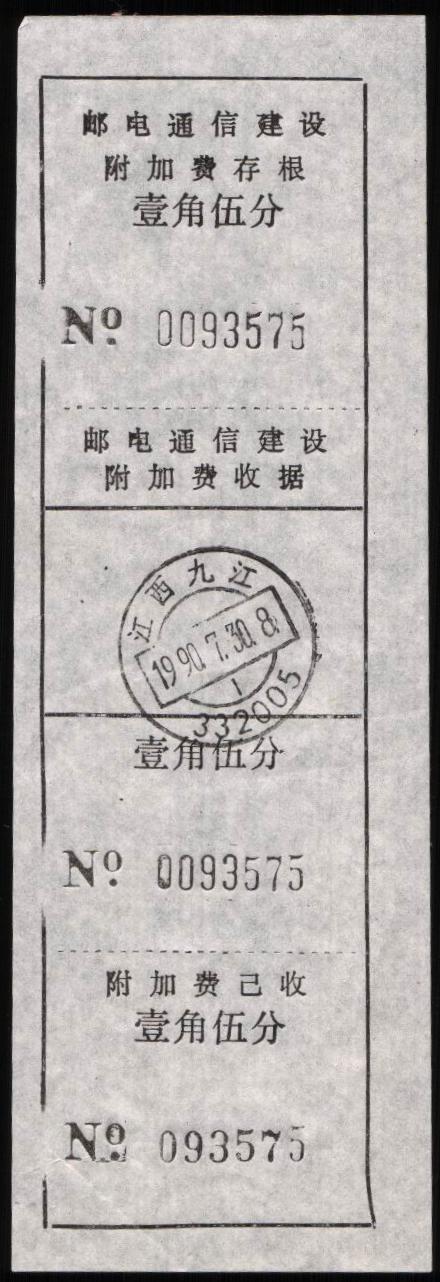 邮电通信建设
附加费存根
壹角伍分
№ 0093575
邮电通信建设
附加费收据
江西九江
1990.7.30.8
1
332005
壹角伍分
№ 0093575
附加费己收
壹角伍分
№ 093575